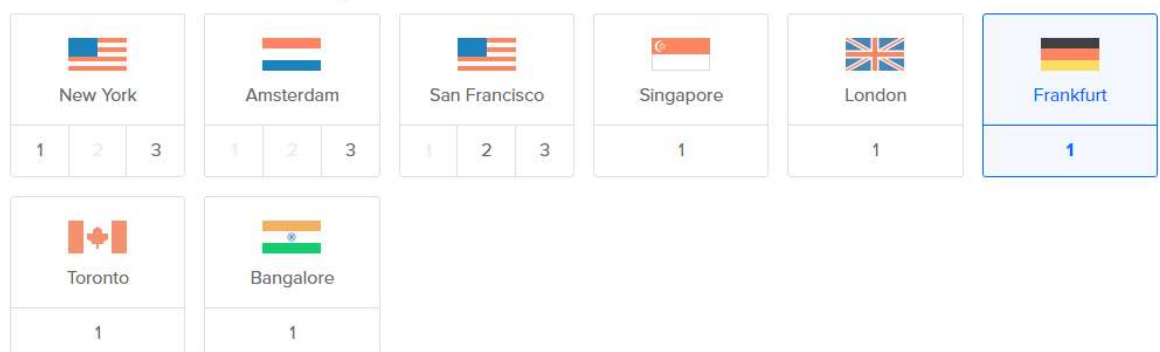 New York Amsterdam San Francisco Singapore London Frankfurt
1 2 3 1 2 3 1 2 3 1 1 1
Toronto Bangalore
1 1